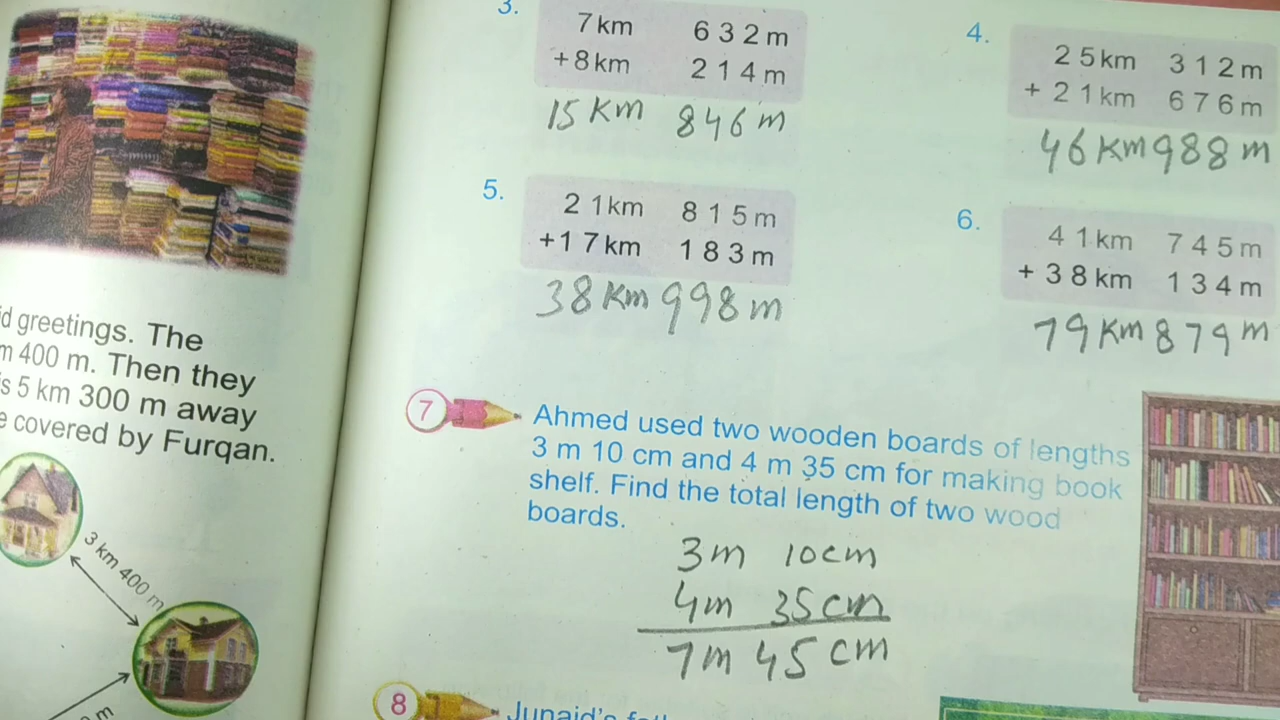 id greetings. The
m 400 m. Then they
s 5 km 300 m away
e covered by Furqan.
3 km 400 m
m
3.
7 km 632 m
+8 km 214 m
15 Km 846 m
4.
25 km 312 m
+ 21 km 676 m
46 Km 988 m
5.
21 km 815 m
+17 km 183 m
38 Km 998 m
6.
41 km 745 m
+ 38 km 134 m
79 Km 879 m
7
Ahmed used two wooden boards of lengths
3 m 10 cm and 4 m 35 cm for making book
shelf. Find the total length of two wood
boards.
3m 10cm
4m 35cm
7m 45 cm
8
Junaid's